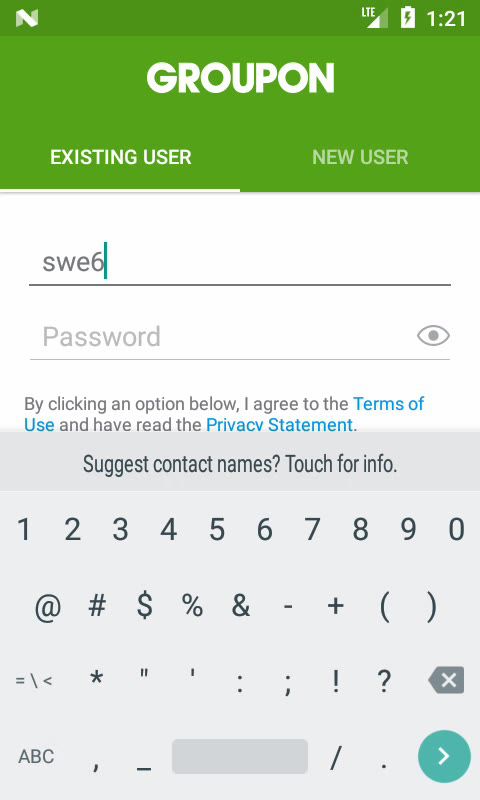 LTE 1:21
GROUPON
EXISTING USER NEW USER
swe6
Password
By clicking an option below, I agree to the Terms of
Use and have read the Privacy Statement.
Suggest contact names? Touch for info.
1 2 3 4 5 6 7 8 9 0
@ # $ % & - + ( )
= \ < * " ' : ; ! ?
ABC , _ / .